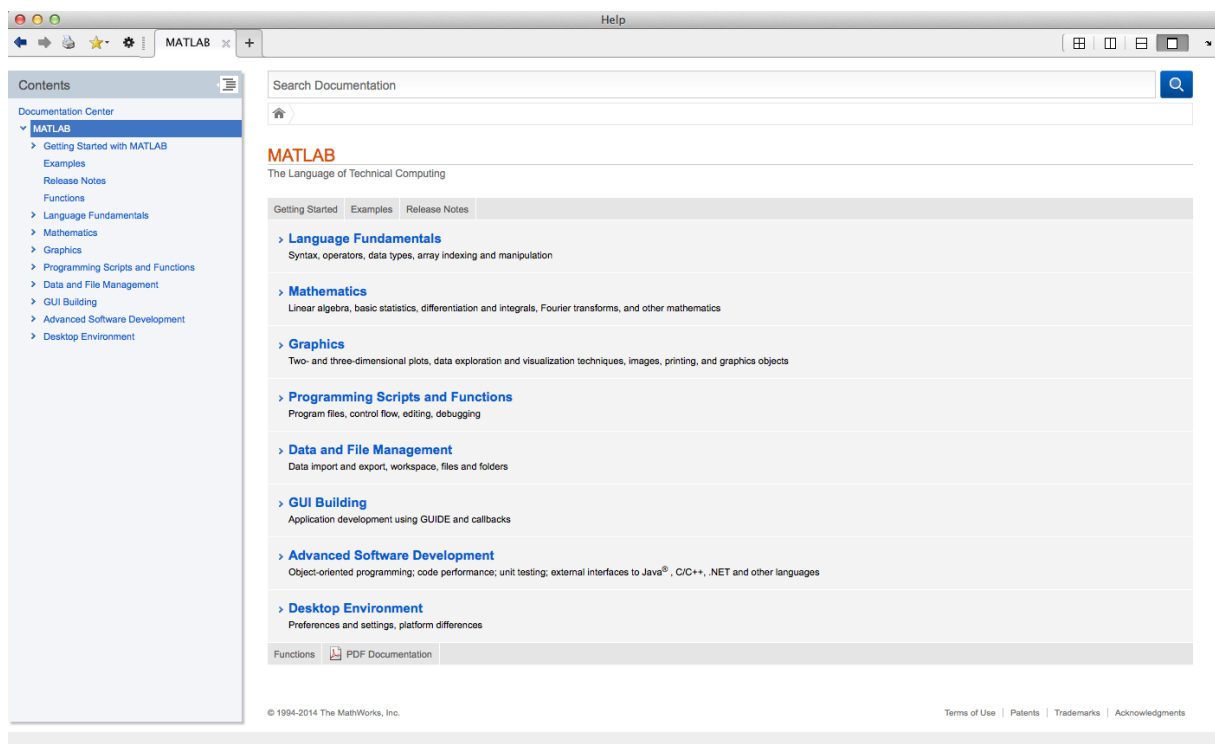 Help
MATLAB
Contents
Documentation Center
MATLAB
Getting Started with MATLAB
Examples
Release Notes
Functions
Language Fundamentals
Mathematics
Graphics
Programming Scripts and Functions
Data and File Management
GUI Building
Advanced Software Development
Desktop Environment
Search Documentation
MATLAB
The Language of Technical Computing
Getting Started Examples Release Notes
Language Fundamentals
Syntax, operators, data types, array indexing and manipulation
Mathematics
Linear algebra, basic statistics, differentiation and integrals, Fourier transforms, and other mathematics
Graphics
Two- and three-dimensional plots, data exploration and visualization techniques, images, printing, and graphics objects
Programming Scripts and Functions
Program files, control flow, editing, debugging
Data and File Management
Data import and export, workspace, files and folders
GUI Building
Application development using GUIDE and callbacks
Advanced Software Development
Object-oriented programming; code performance; unit testing; external interfaces to Java® , C/C++, .NET and other languages
Desktop Environment
Preferences and settings, platform differences
Functions PDF Documentation
© 1994-2014 The MathWorks, Inc.
Terms of Use | Patents | Trademarks | Acknowledgments